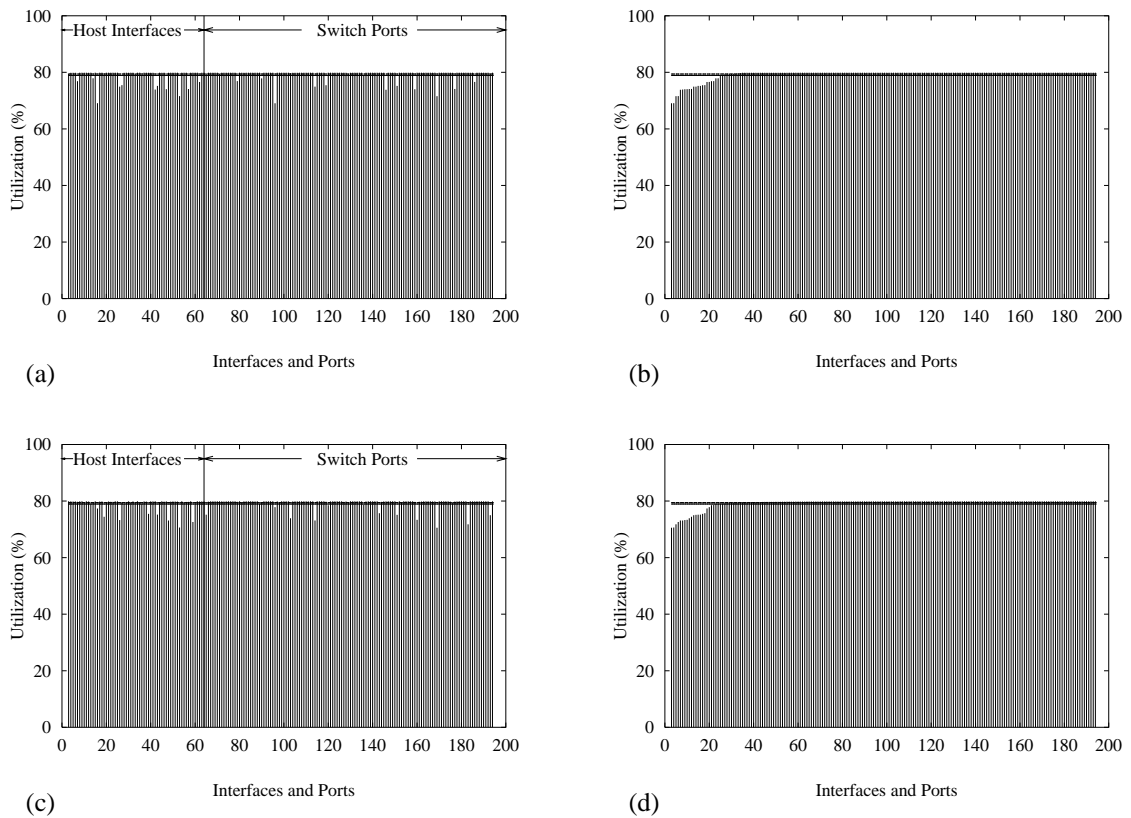 100
80
60
40
20
0
Utilization (%)
Host Interfaces
Switch Ports
0 20 40 60 80 100 120 140 160 180 200
Interfaces and Ports
(a)
100
80
60
40
20
0
Utilization (%)
0 20 40 60 80 100 120 140 160 180 200
Interfaces and Ports
(b)
100
80
60
40
20
0
Utilization (%)
Host Interfaces
Switch Ports
0 20 40 60 80 100 120 140 160 180 200
Interfaces and Ports
(c)
100
80
60
40
20
0
Utilization (%)
0 20 40 60 80 100 120 140 160 180 200
Interfaces and Ports
(d)